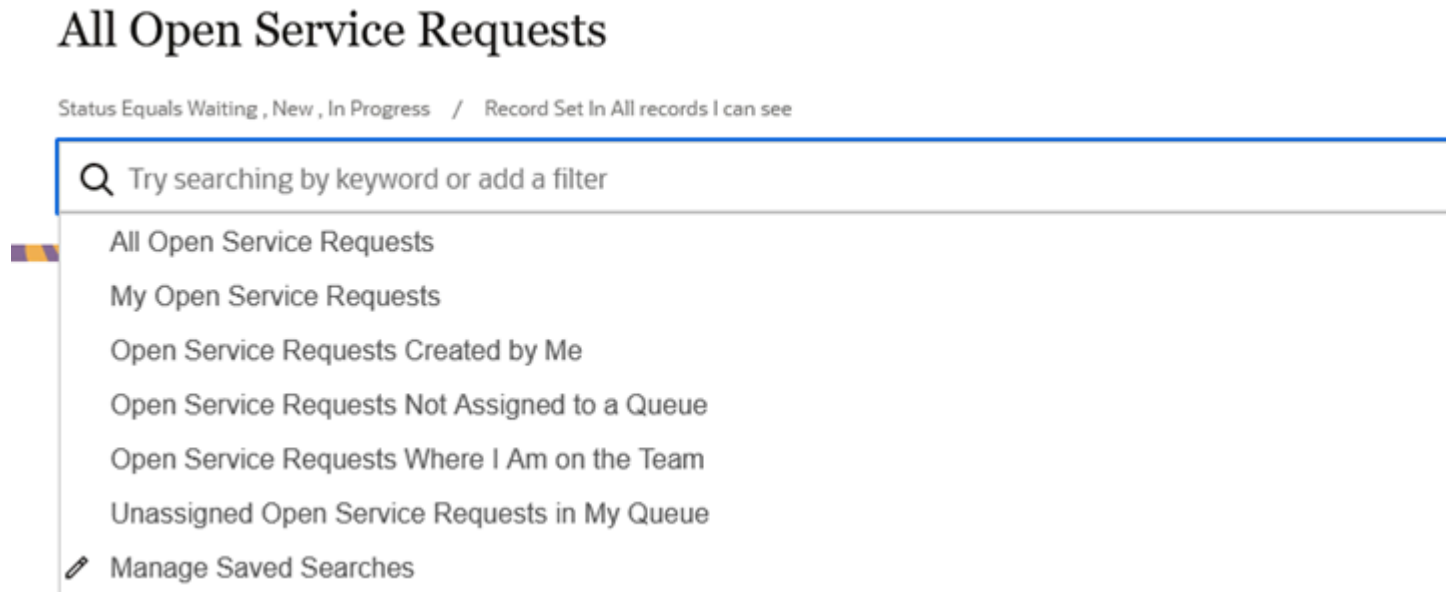 All Open Service Requests
Status Equals Waiting , New , In Progress / Record Set In All records I can see
Try searching by keyword or add a filter
All Open Service Requests
My Open Service Requests
Open Service Requests Created by Me
Open Service Requests Not Assigned to a Queue
Open Service Requests Where I Am on the Team
Unassigned Open Service Requests in My Queue
Manage Saved Searches